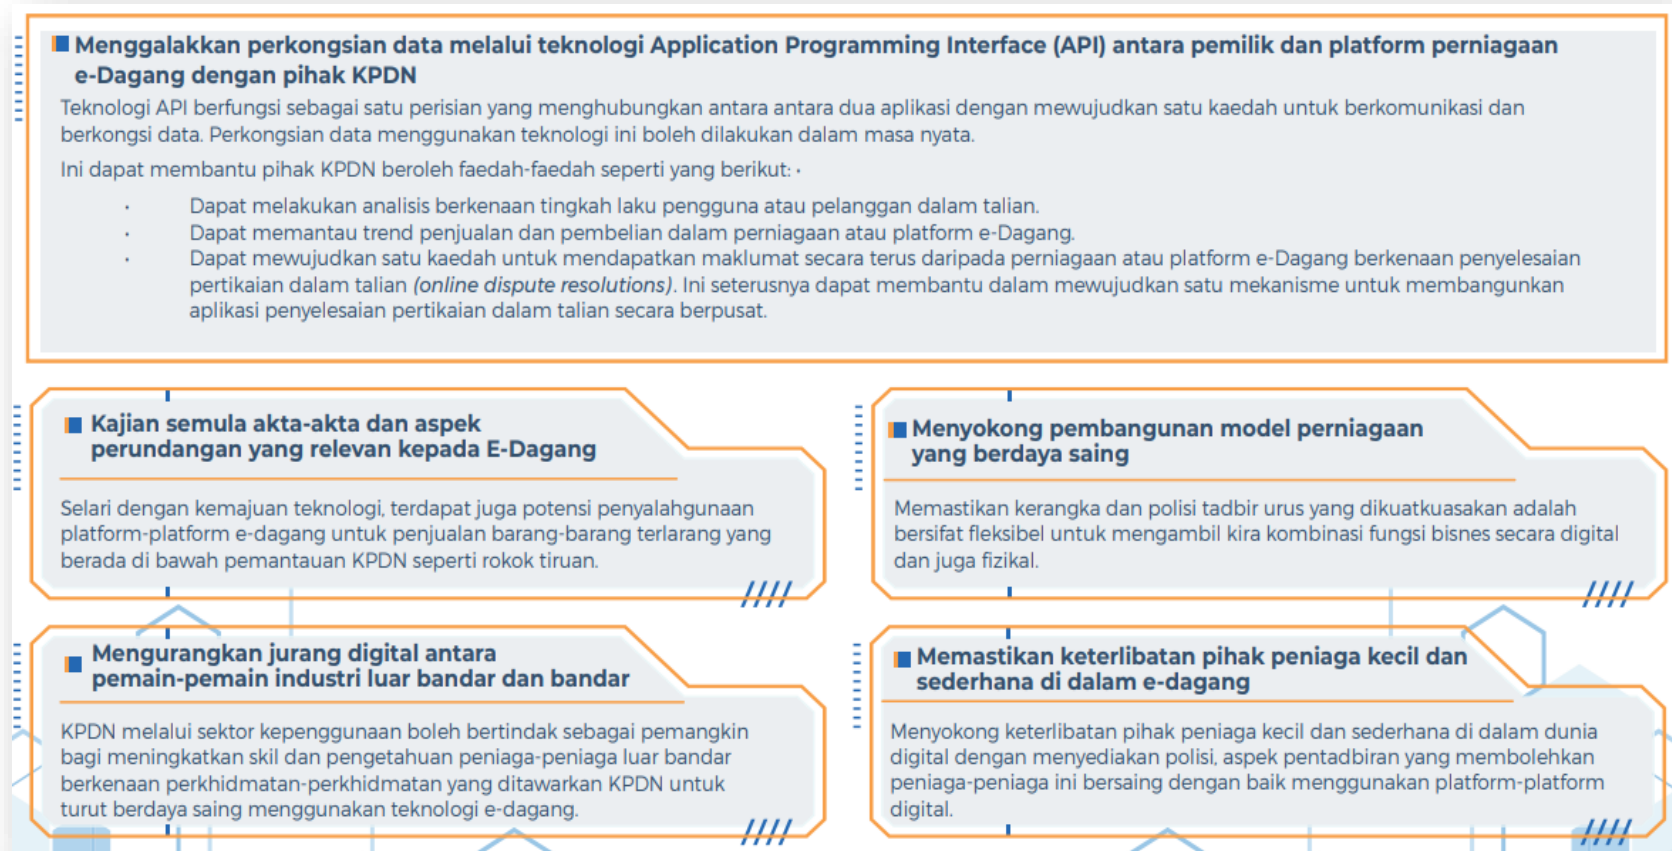 Menggalakkan perkongsian data melalui teknologi Application Programming Interface (API) antara pemilik dan platform perniagaan
e-Dagang dengan pihak KPDN
Teknologi API berfungsi sebagai satu perisian yang menghubungkan antara antara dua aplikasi dengan mewujudkan satu kaedah untuk berkomunikasi dan
berkongsi data. Perkongsian data menggunakan teknologi ini boleh dilakukan dalam masa nyata.
Ini dapat membantu pihak KPDN beroleh faedah-faedah seperti yang berikut: •
• Dapat melakukan analisis berkenaan tingkah laku pengguna atau pelanggan dalam talian.
• Dapat memantau trend penjualan dan pembelian dalam perniagaan atau platform e-Dagang.
• Dapat mewujudkan satu kaedah untuk mendapatkan maklumat secara terus daripada perniagaan atau platform e-Dagang berkenaan penyelesaian
pertikaian dalam talian (online dispute resolutions). Ini seterusnya dapat membantu dalam mewujudkan satu mekanisme untuk membangunkan
aplikasi penyelesaian pertikaian dalam talian secara berpusat.
Kajian semula akta-akta dan aspek
perundangan yang relevan kepada E-Dagang
Selari dengan kemajuan teknologi, terdapat juga potensi penyalahgunaan
platform-platform e-dagang untuk penjualan barang-barang terlarang yang
berada di bawah pemantauan KPDN seperti rokok tiruan.
Menyokong pembangunan model perniagaan
yang berdaya saing
Memastikan kerangka dan polisi tadbir urus yang dikuatkuasakan adalah
bersifat fleksibel untuk mengambil kira kombinasi fungsi bisnes secara digital
dan juga fizikal.
Mengurangkan jurang digital antara
pemain-pemain industri luar bandar dan bandar
KPDN melalui sektor kepenggunaan boleh bertindak sebagai pemangkin
bagi meningkatkan skil dan pengetahuan peniaga-peniaga luar bandar
berkenaan perkhidmatan-perkhidmatan yang ditawarkan KPDN untuk
turut berdaya saing menggunakan teknologi e-dagang.
Memastikan keterlibatan pihak peniaga kecil dan
sederhana di dalam e-dagang
Menyokong keterlibatan pihak peniaga kecil dan sederhana di dalam dunia
digital dengan menyediakan polisi, aspek pentadbiran yang membolehkan
peniaga-peniaga ini bersaing dengan baik menggunakan platform-platform
digital.